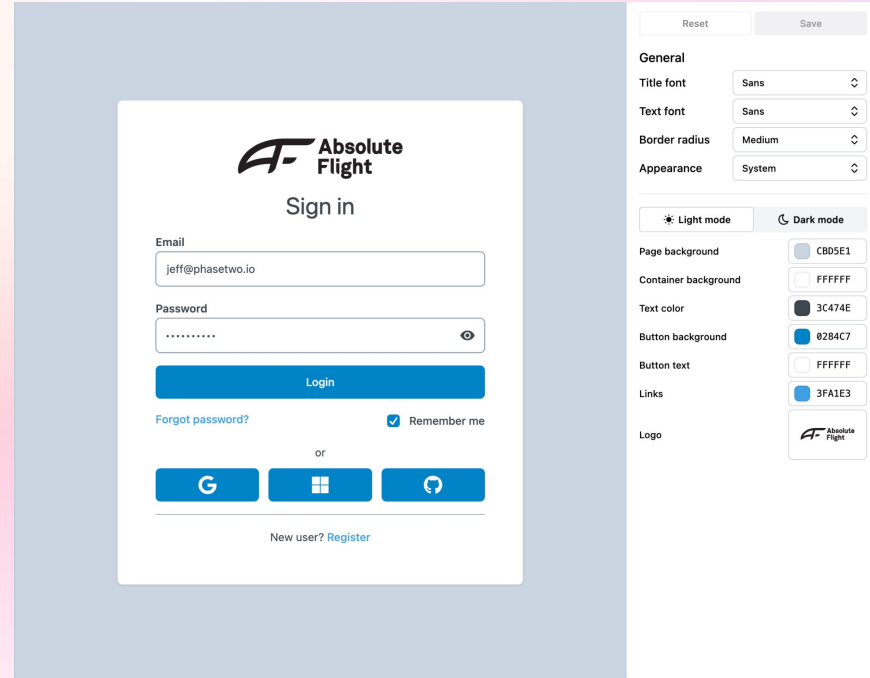 Absolute
Flight
Sign in
Email
jeff@phasetwo.io
Password
••••••••••
Login
Forgot password?
Remember me
or
New user? Register
Reset
Save
General
Title font
Sans
Text font
Sans
Border radius
Medium
Appearance
System
Light mode
Dark mode
Page background
CBD5E1
Container background
FFFFFF
Text color
3C474E
Button background
0284C7
Button text
FFFFFF
Links
3FA1E3
Logo
Absolute
Flight